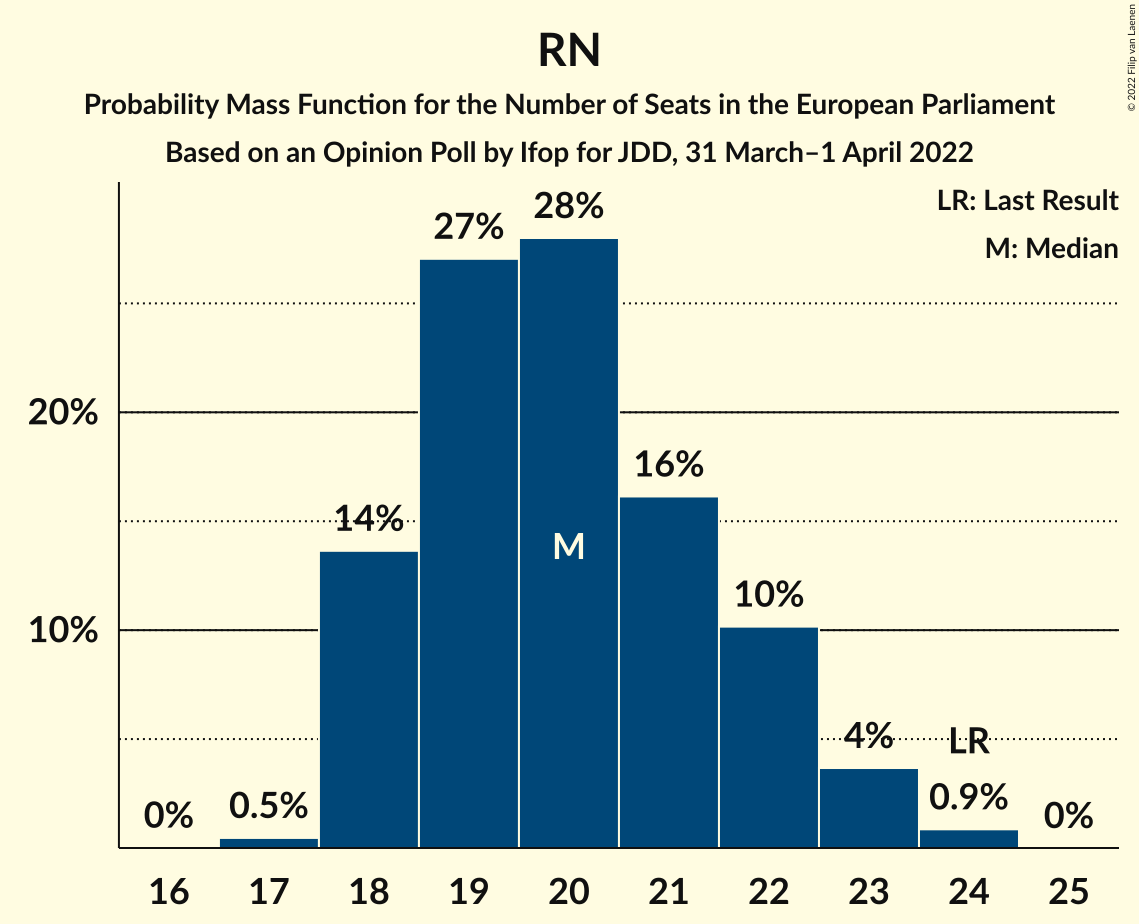 RN
Probability Mass Function for the Number of Seats in the European Parliament
Based on an Opinion Poll by Ifop for JDD, 31 March–1 April 2022
© 2022 Filip van Laenen
LR: Last Result
M: Median
28%
27%
20%
16%
14%
M
10%
10%
4%
LR
0.9%
0.5%
0%
0%
16 17 18 19 20 21 22 23 24 25